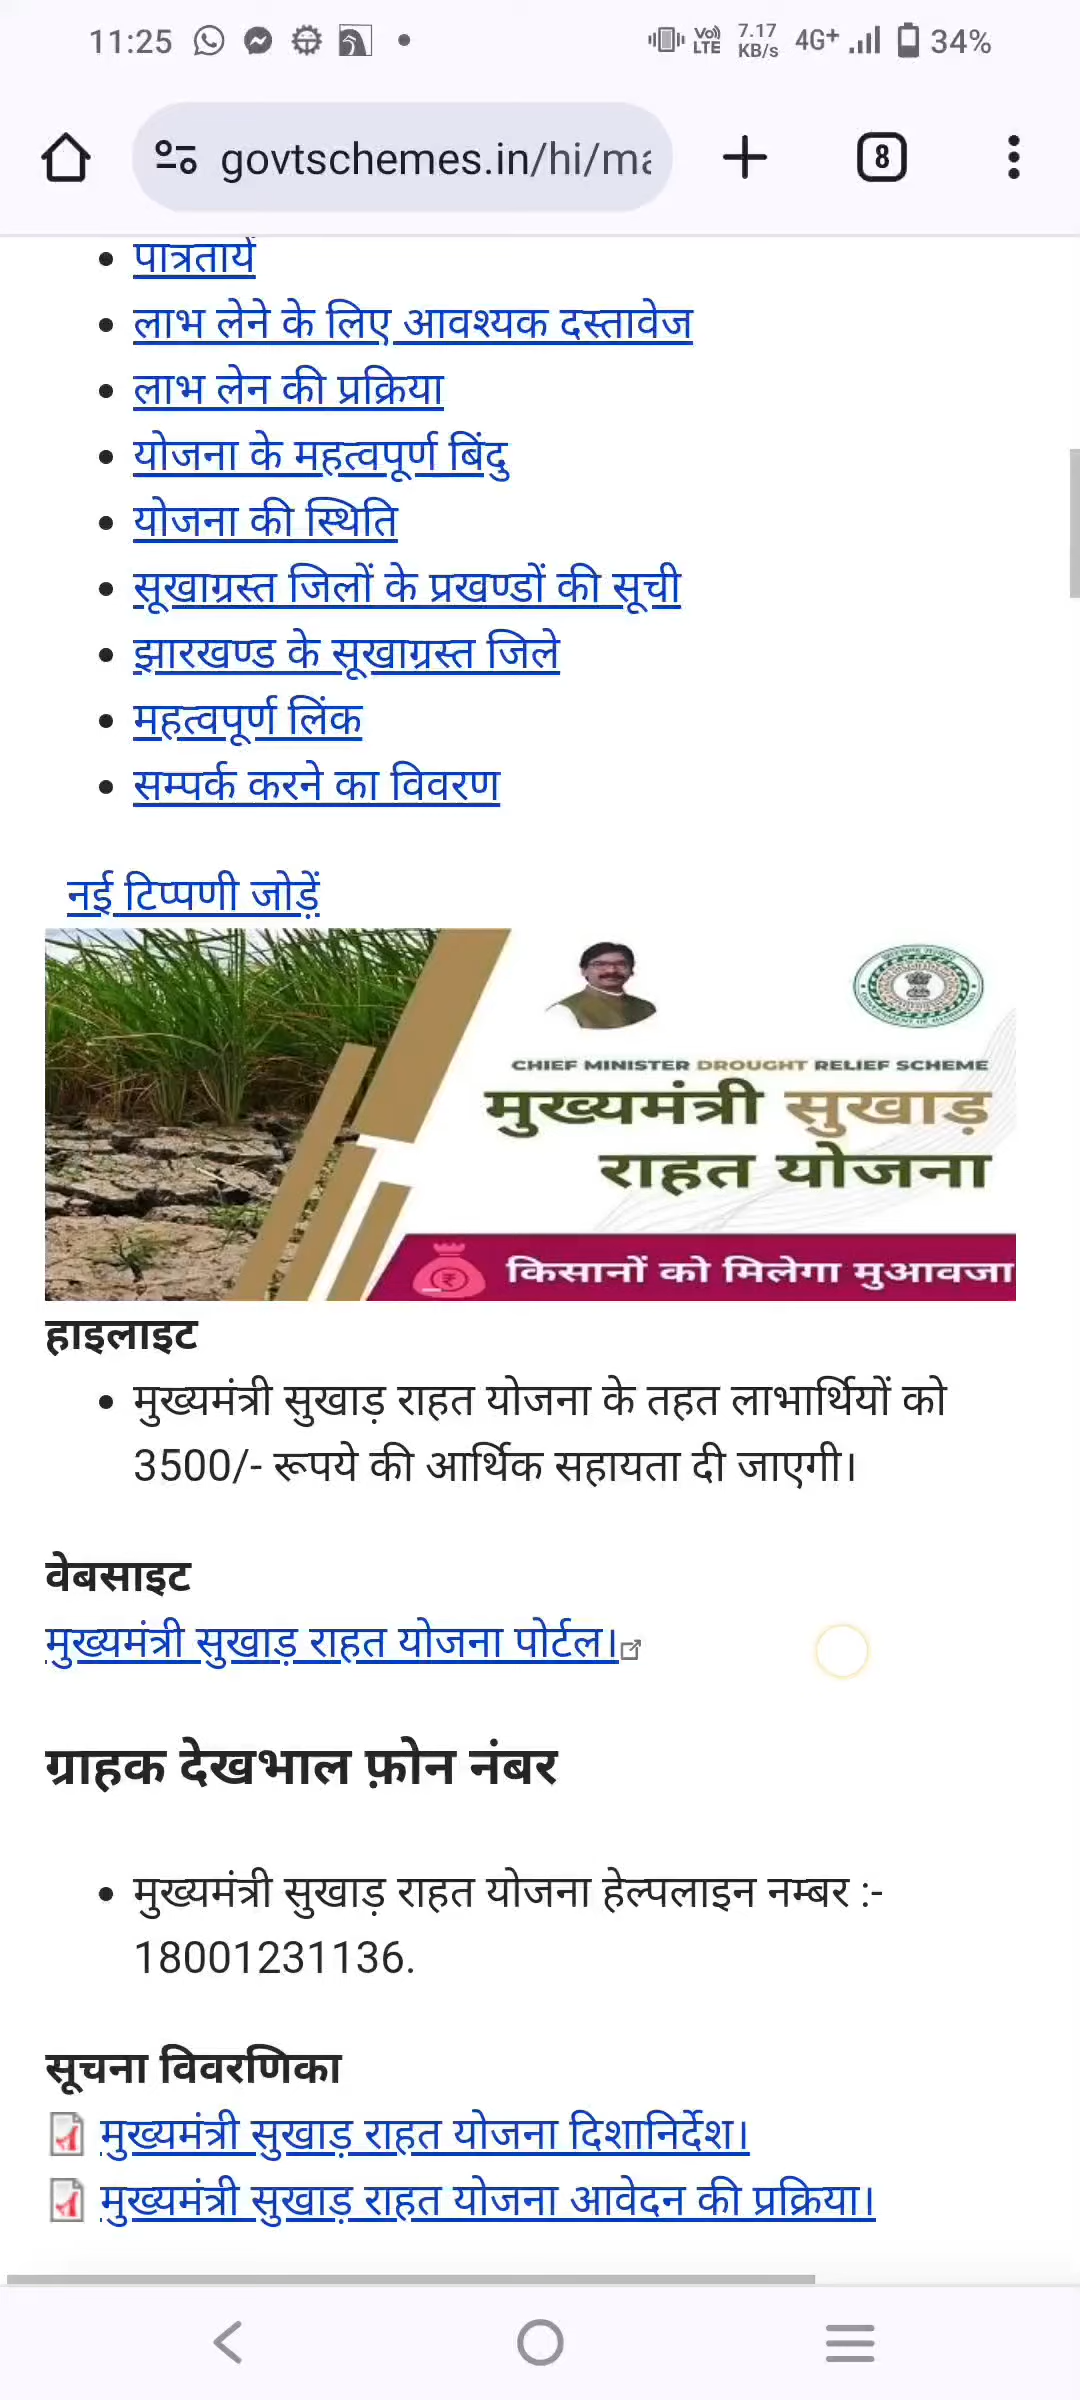 11:25
Vo)) LTE 7.17 KB/s 4G+ 34%
govtschemes.in/hi/ma
8
पात्रतायें
लाभ लेने के लिए आवश्यक दस्तावेज
लाभ लेन की प्रक्रिया
योजना के महत्वपूर्ण बिंदु
योजना की स्थिति
सूखाग्रस्त जिलों के प्रखण्डों की सूची
झारखण्ड के सूखाग्रस्त जिले
महत्वपूर्ण लिंक
सम्पर्क करने का विवरण
नई टिप्पणी जोड़ें
CHIEF MINISTER DROUGHT RELIEF SCHEME
मुख्यमंत्री सुखाड़
राहत योजना
₹ किसानों को मिलेगा मुआवजा
हाइलाइट
मुख्यमंत्री सुखाड़ राहत योजना के तहत लाभार्थियों को
3500/- रूपये की आर्थिक सहायता दी जाएगी।
वेबसाइट
मुख्यमंत्री सुखाड़ राहत योजना पोर्टल।
ग्राहक देखभाल फ़ोन नंबर
मुख्यमंत्री सुखाड़ राहत योजना हेल्पलाइन नम्बर :-
18001231136.
सूचना विवरणिका
मुख्यमंत्री सुखाड़ राहत योजना दिशानिर्देश।
मुख्यमंत्री सुखाड़ राहत योजना आवेदन की प्रक्रिया।